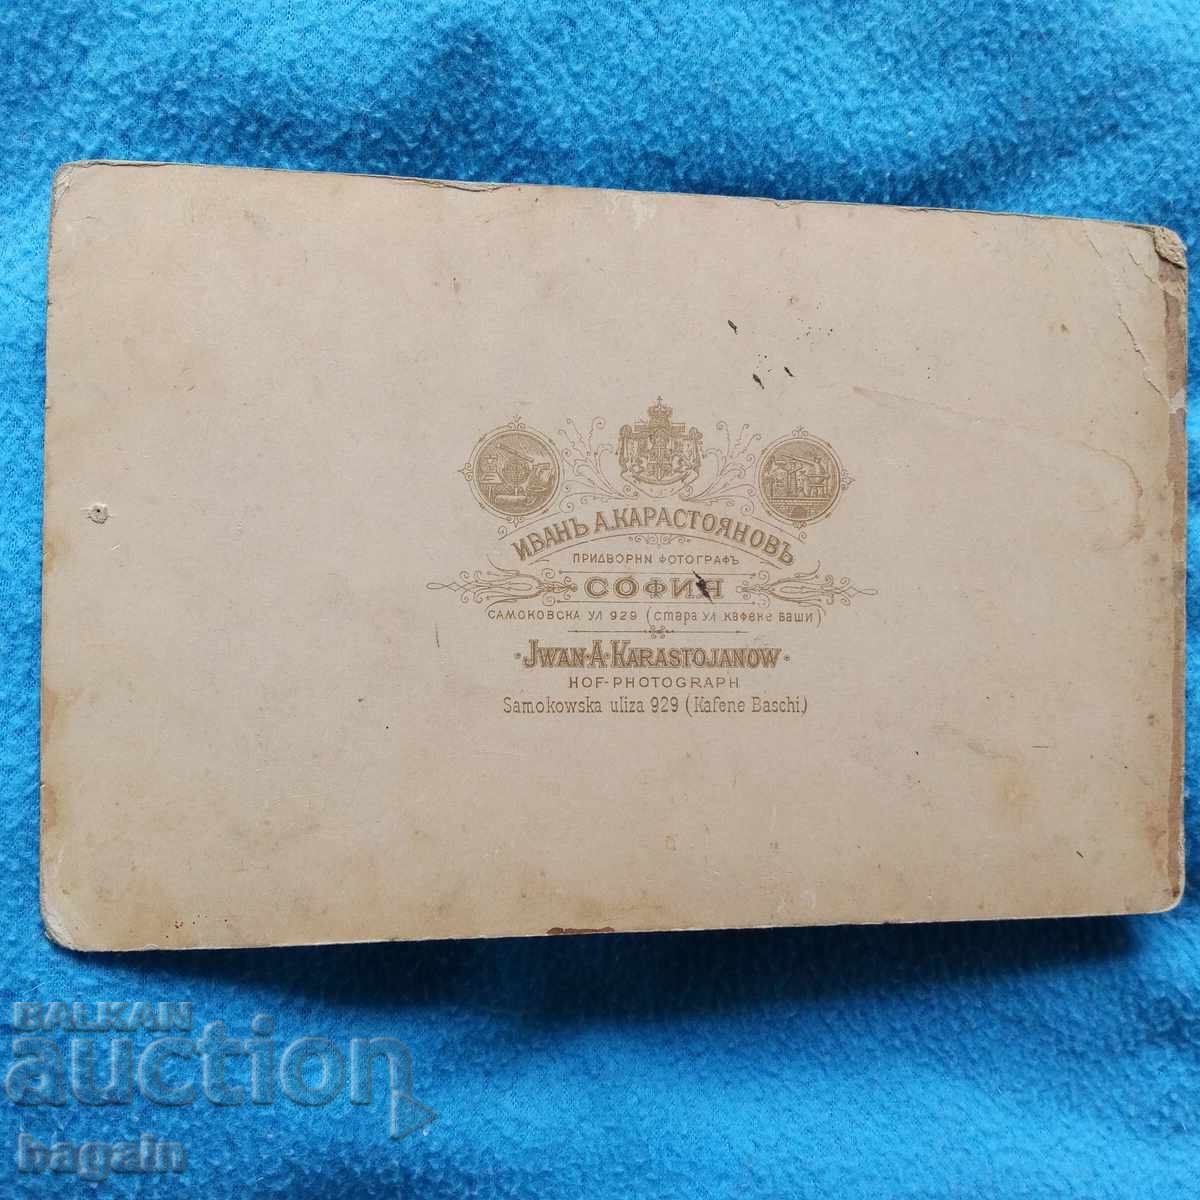 ИВАНЪ А. КАРАСТОЯНОВЪ
ПРИДВОРНИ ФОТОГРАФЪ
СОФИЯ
САМОКОВСКА УЛ 929 (стара ул кафене баши)
·JWAN·A·KARASTOJANOW·
HOF-PHOTOGRAPH
Samokowska uliza 929 (Kafene Baschi)
BALKAN
auction
bagain